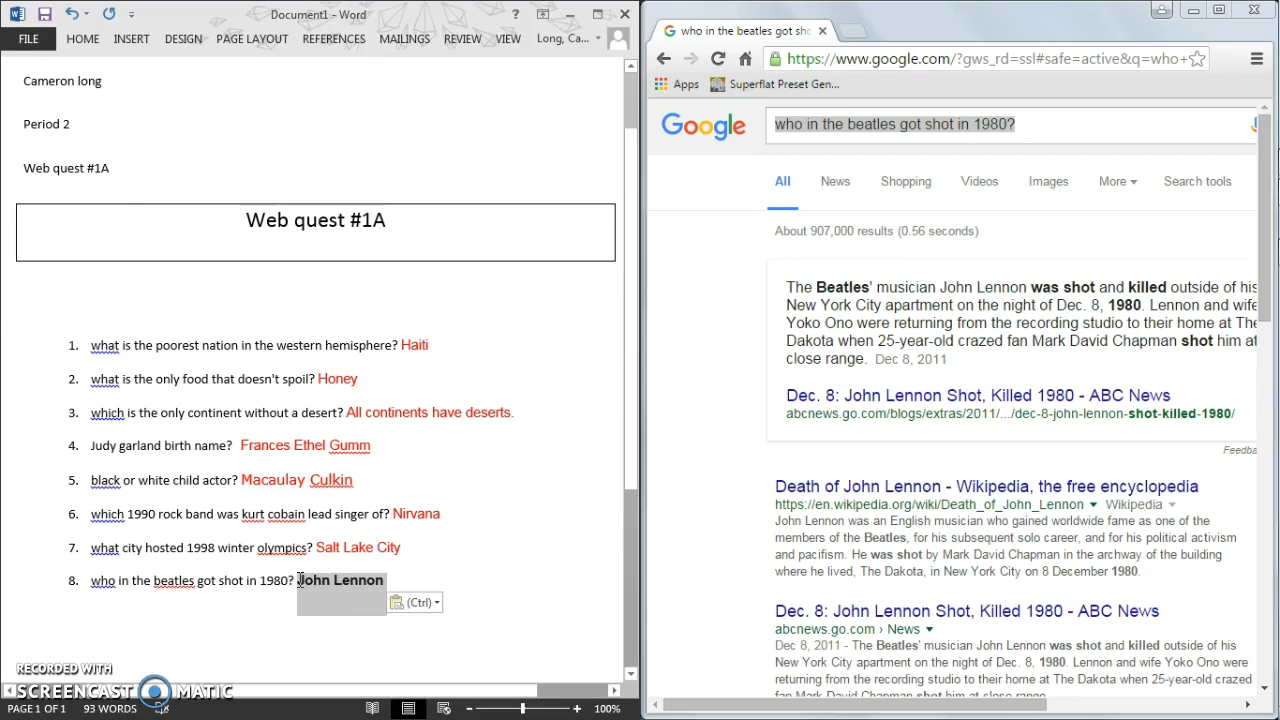 Document1 - Word
?
FILE HOME INSERT DESIGN PAGE LAYOUT REFERENCES MAILINGS REVIEW VIEW Long, Ca...
Cameron long
Period 2
Web quest #1A
Web quest #1A
1. what is the poorest nation in the western hemisphere? Haiti
2. what is the only food that doesn't spoil? Honey
3. which is the only continent without a desert? All continents have deserts.
4. Judy garland birth name? Frances Ethel Gumm
5. black or white child actor? Macaulay Culkin
6. which 1990 rock band was kurt cobain lead singer of? Nirvana
7. what city hosted 1998 winter olympics? Salt Lake City
8. who in the beatles got shot in 1980? John Lennon
(Ctrl)
RECORDED WITH
SCREENCAST MATIC
PAGE 1 OF 1 93 WORDS 100%
who in the beatles got sho
https://www.google.com/?gws_rd=ssl#safe=active&q=who+
Apps Superflat Preset Gen...
Google who in the beatles got shot in 1980?
All News Shopping Videos Images More Search tools
About 907,000 results (0.56 seconds)
The Beatles' musician John Lennon was shot and killed outside of his
New York City apartment on the night of Dec. 8, 1980. Lennon and wife
Yoko Ono were returning from the recording studio to their home at The
Dakota when 25-year-old crazed fan Mark David Chapman shot him at
close range. Dec 8, 2011
Dec. 8: John Lennon Shot, Killed 1980 - ABC News
abcnews.go.com/blogs/extras/2011/.../dec-8-john-lennon-shot-killed-1980/
Feedba
Death of John Lennon - Wikipedia, the free encyclopedia
https://en.wikipedia.org/wiki/Death_of_John_Lennon Wikipedia
John Lennon was an English musician who gained worldwide fame as one of the
members of the Beatles, for his subsequent solo career, and for his political activism
and pacifism. He was shot by Mark David Chapman in the archway of the building
where he lived, The Dakota, in New York City on 8 December 1980.
Dec. 8: John Lennon Shot, Killed 1980 - ABC News
abcnews.go.com › News
Dec 8, 2011 - The Beatles' musician John Lennon was shot and killed outside of his
New York City apartment on the night of Dec. 8, 1980. Lennon and wife Yoko Ono were
returning from the recording studio to their home at The Dakota when 25-year-old crazed
fan Mark David Chapman shot him at close range.